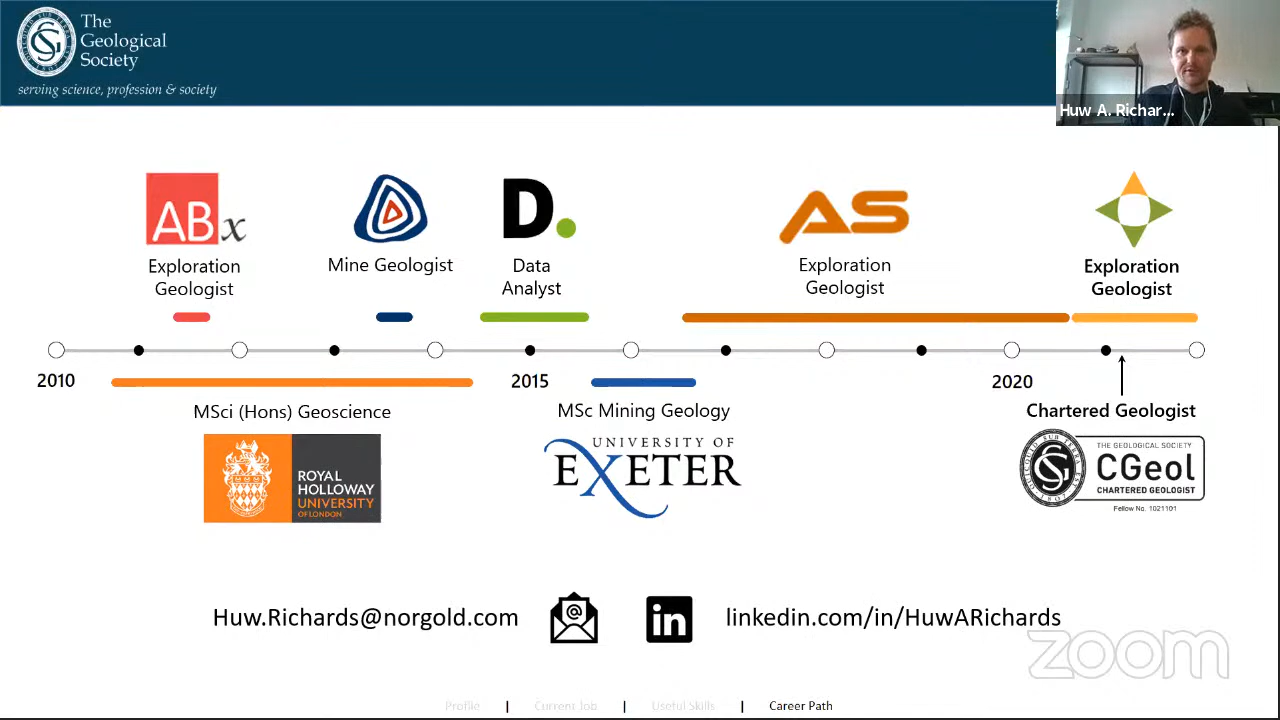 The
Geological
Society
serving science, profession & society
Huw A. Richar...
ABx
Exploration
Geologist
Mine Geologist
D.
Data
Analyst
AS
Exploration
Geologist
Exploration
Geologist
2010
2015
2020
MSci (Hons) Geoscience
ROYAL
HOLLOWAY
UNIVERSITY
OF LONDON
MSc Mining Geology
UNIVERSITY OF
EXETER
Chartered Geologist
THE GEOLOGICAL SOCIETY
CGeol
CHARTERED GEOLOGIST
Fellow No. 1021101
Huw.Richards@norgold.com
linkedin.com/in/HuwARichards
zoom
Profile | Current Job | Useful Skills | Career Path